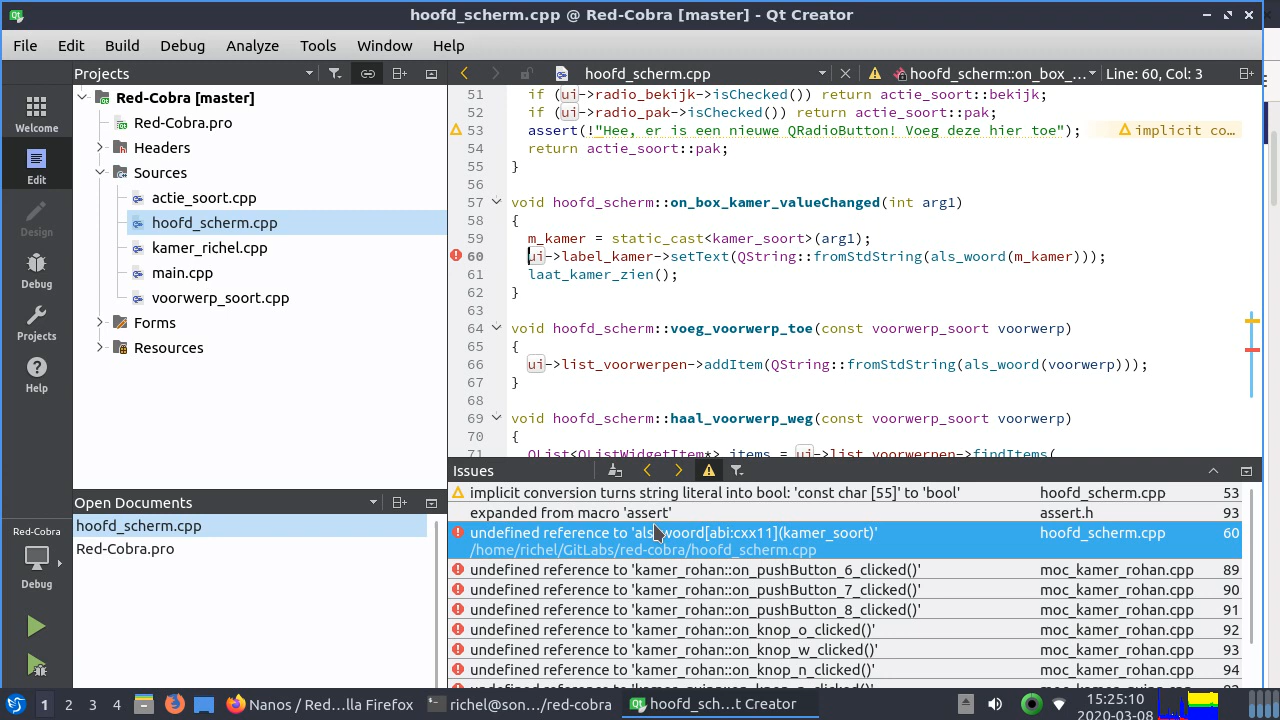 hoofd_scherm.cpp @ Red-Cobra [master] - Qt Creator
File Edit Build Debug Analyze Tools Window Help
Projects
hoofd_scherm.cpp
hoofd_scherm::on_box_...
Line: 60, Col: 3
Welcome
Edit
Design
Debug
Projects
Help
Red-Cobra
Debug
Red-Cobra [master]
Red-Cobra.pro
Headers
Sources
actie_soort.cpp
hoofd_scherm.cpp
kamer_richel.cpp
main.cpp
voorwerp_soort.cpp
Forms
Resources
Open Documents
hoofd_scherm.cpp
Red-Cobra.pro
51 if (ui->radio_bekijk->isChecked()) return actie_soort::bekijk;
52 if (ui->radio_pak->isChecked()) return actie_soort::pak;
53 assert(!"Hee, er is een nieuwe QRadioButton! Voeg deze hier toe"); implicit co...
54 return actie_soort::pak;
55 }
56
57 void hoofd_scherm::on_box_kamer_valueChanged(int arg1)
58 {
59 m_kamer = static_cast<kamer_soort>(arg1);
60 ui->label_kamer->setText(QString::fromStdString(als_woord(m_kamer)));
61 laat_kamer_zien();
62 }
63
64 void hoofd_scherm::voeg_voorwerp_toe(const voorwerp_soort voorwerp)
65 {
66 ui->list_voorwerpen->addItem(QString::fromStdString(als_woord(voorwerp)));
67 }
68
69 void hoofd_scherm::haal_voorwerp_weg(const voorwerp_soort voorwerp)
70 {
71 QList<QListWidgetItem*> items = ui->list_voorwerpen->findItems(
Issues
implicit conversion turns string literal into bool: 'const char [55]' to 'bool' hoofd_scherm.cpp 53
expanded from macro 'assert' assert.h 93
undefined reference to 'als_woord[abi:cxx11](kamer_soort)' hoofd_scherm.cpp 60
/home/richel/GitLabs/red-cobra/hoofd_scherm.cpp
undefined reference to 'kamer_rohan::on_pushButton_6_clicked()' moc_kamer_rohan.cpp 89
undefined reference to 'kamer_rohan::on_pushButton_7_clicked()' moc_kamer_rohan.cpp 90
undefined reference to 'kamer_rohan::on_pushButton_8_clicked()' moc_kamer_rohan.cpp 91
undefined reference to 'kamer_rohan::on_knop_o_clicked()' moc_kamer_rohan.cpp 92
undefined reference to 'kamer_rohan::on_knop_w_clicked()' moc_kamer_rohan.cpp 93
undefined reference to 'kamer_rohan::on_knop_n_clicked()' moc_kamer_rohan.cpp 94
1 2 3 4
Nanos / Red...lla Firefox
richel@son.../red-cobra
hoofd_sch...t Creator
15:25:10
2020-03-08